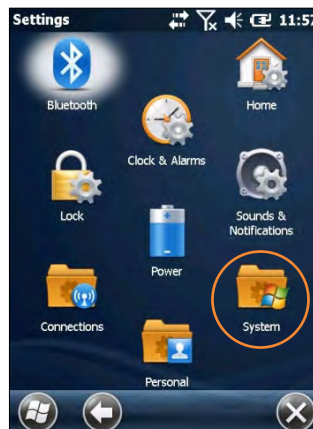 Settings 11:57
Bluetooth
Home
Clock & Alarms
Lock
Sounds &
Notifications
Power
Connections
System
Personal